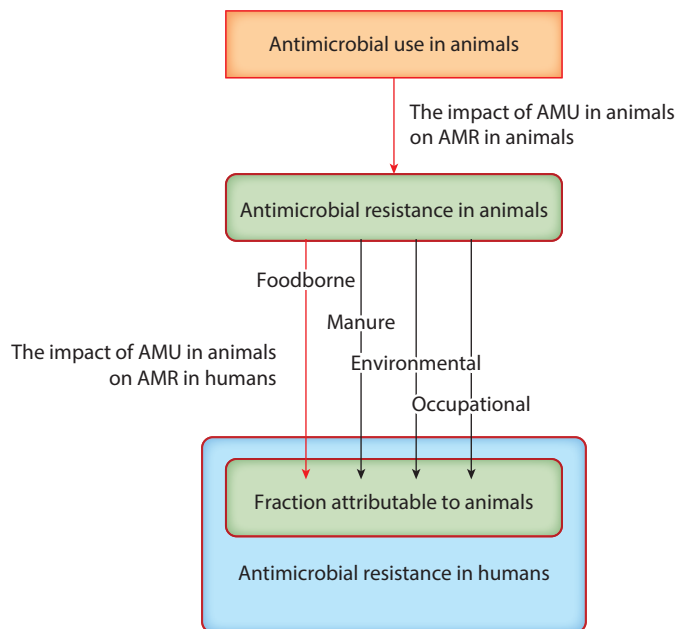 Antimicrobial use in animals
The impact of AMU in animals
on AMR in animals
Antimicrobial resistance in animals
Foodborne
Manure
The impact of AMU in animals
on AMR in humans
Environmental
Occupational
Fraction attributable to animals
Antimicrobial resistance in humans